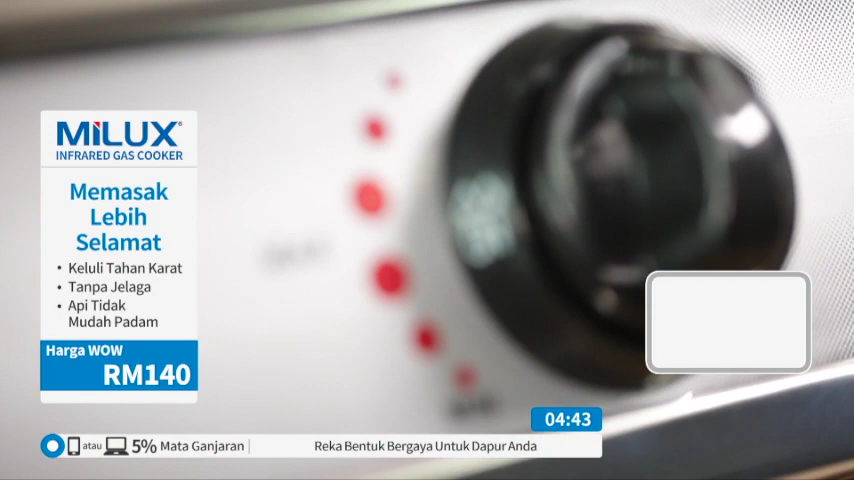 MiLUX®
INFRARED GAS COOKER
Memasak
Lebih
Selamat
• Keluli Tahan Karat
• Tanpa Jelaga
• Api Tidak
Mudah Padam
Harga WOW
RM140
04:43
atau 5% Mata Ganjaran | Reka Bentuk Bergaya Untuk Dapur Anda